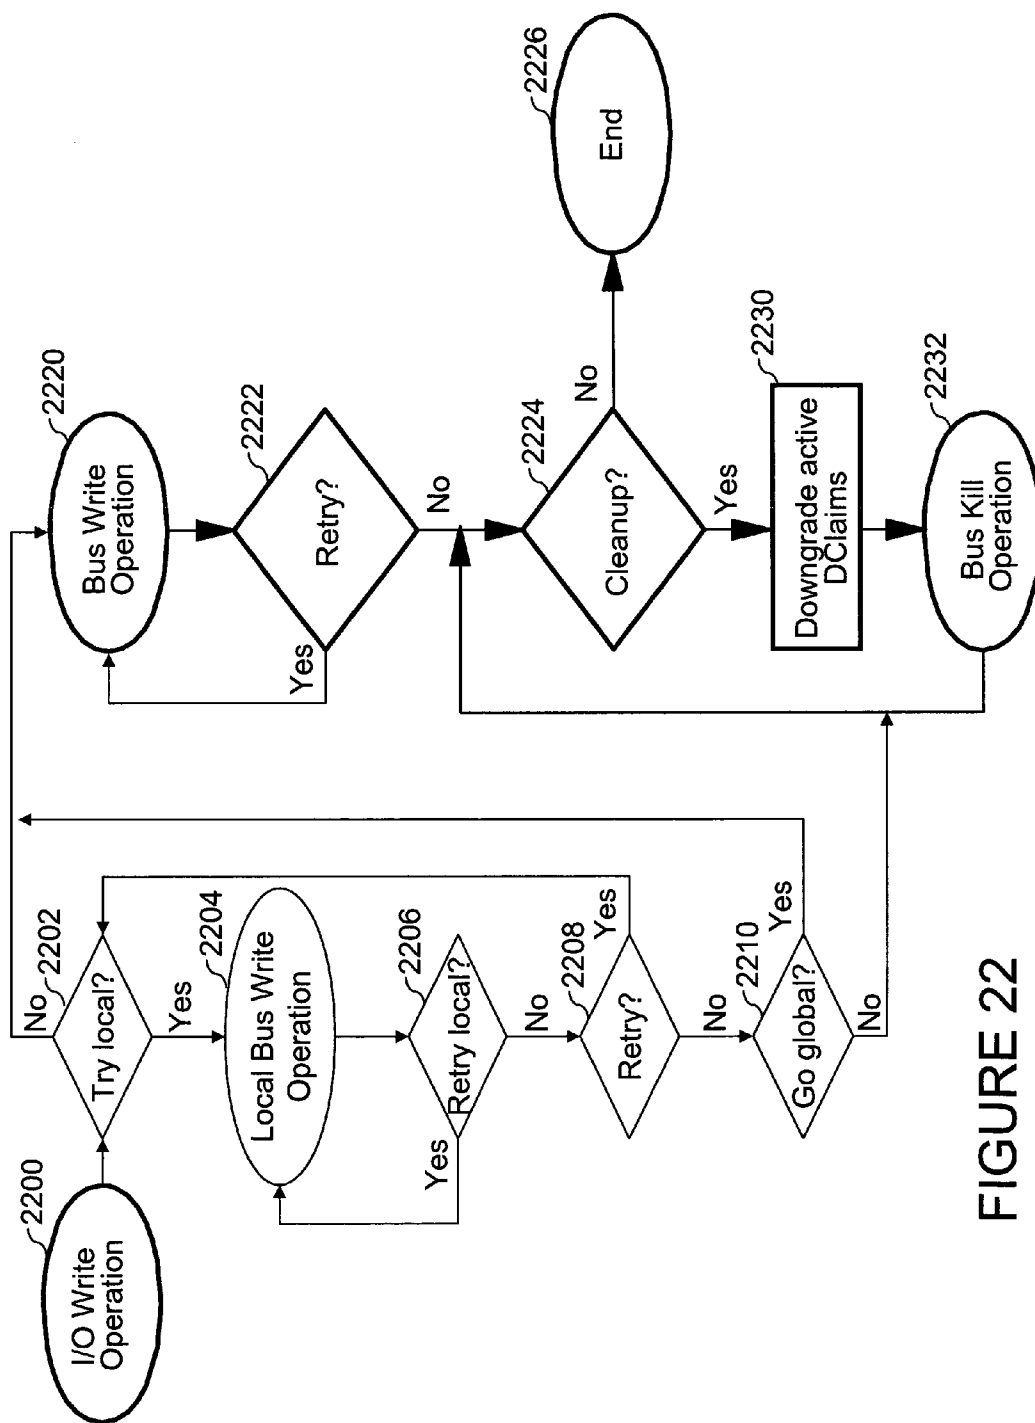 2200
I/O Write
Operation
2202
Try local?
No
Yes
2204
Local Bus Write
Operation
2206
Retry local?
Yes
No
2208
Retry?
Yes
No
2210
Go global?
Yes
No
2220
Bus Write
Operation
2222
Retry?
Yes
No
2224
Cleanup?
No
Yes
2226
End
2230
Downgrade active
DClaims
2232
Bus Kill
Operation
FIGURE 22